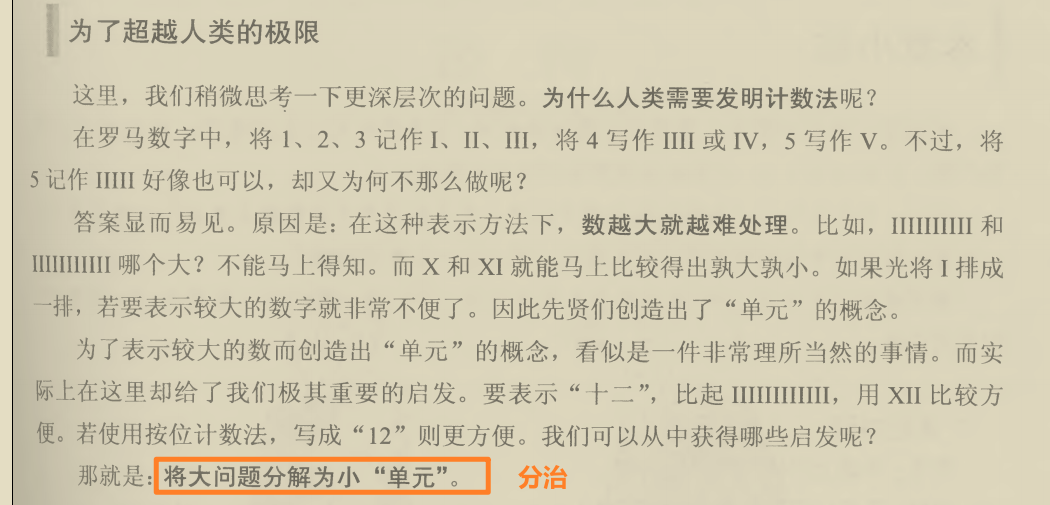 为了超越人类的极限
这里，我们稍微思考一下更深层次的问题。为什么人类需要发明计数法呢？
在罗马数字中，将 1、2、3 记作 I、II、III，将 4 写作 IIII 或 IV，5 写作 V。不过，将
5 记作 IIIII 好像也可以，却又为何不那么做呢？
答案显而易见。原因是：在这种表示方法下，数越大就越难处理。比如，IIIIIIIIII 和
IIIIIIIIIII 哪个大？不能马上得知。而 X 和 XI 就能马上比较得出孰大孰小。如果光将 I 排成
一排，若要表示较大的数字就非常不便了。因此先贤们创造出了“单元”的概念。
为了表示较大的数而创造出“单元”的概念，看似是一件非常理所当然的事情。而实
际上在这里却给了我们极其重要的启发。要表示“十二”，比起 IIIIIIIIIIII，用 XII 比较方
便。若使用按位计数法，写成“12”则更方便。我们可以从中获得哪些启发呢？
那就是：将大问题分解为小“单元”。 分治